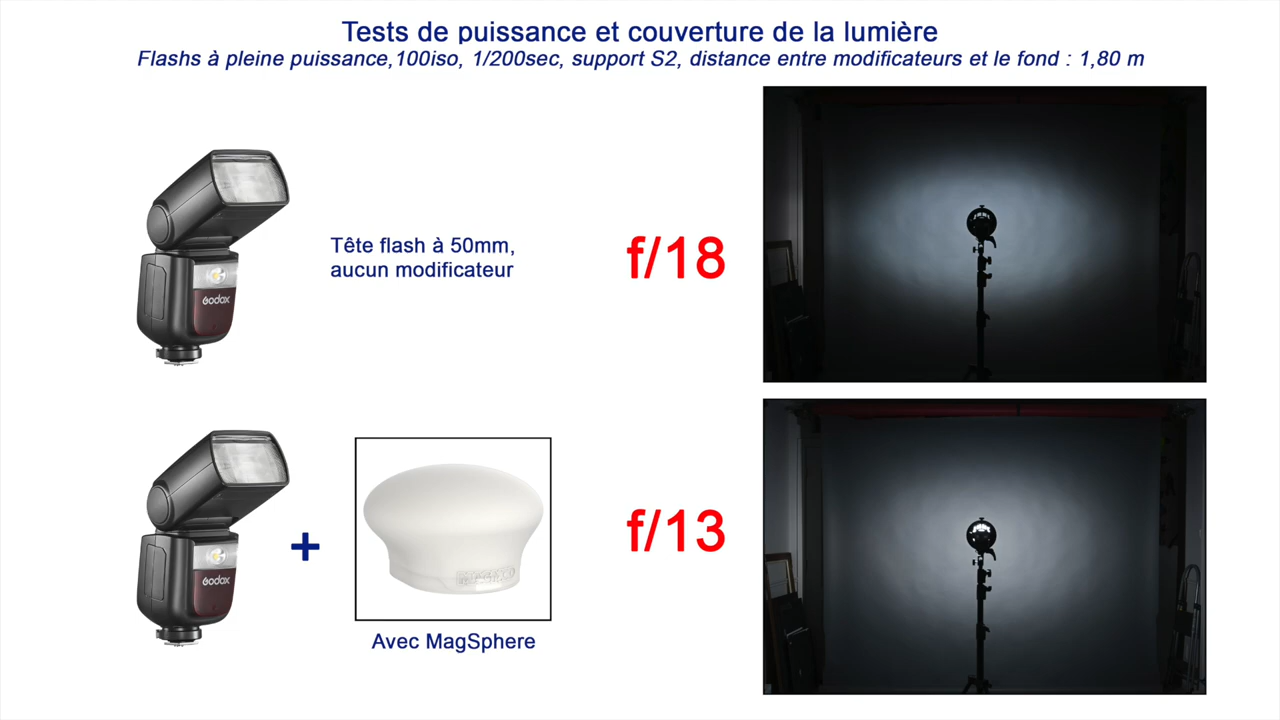 Tests de puissance et couverture de la lumière
Flashs à pleine puissance,100iso, 1/200sec, support S2, distance entre modificateurs et le fond : 1,80 m
Tête flash à 50mm,
aucun modificateur
f/18
Godox
f/13
Godox
+
Avec MagSphere